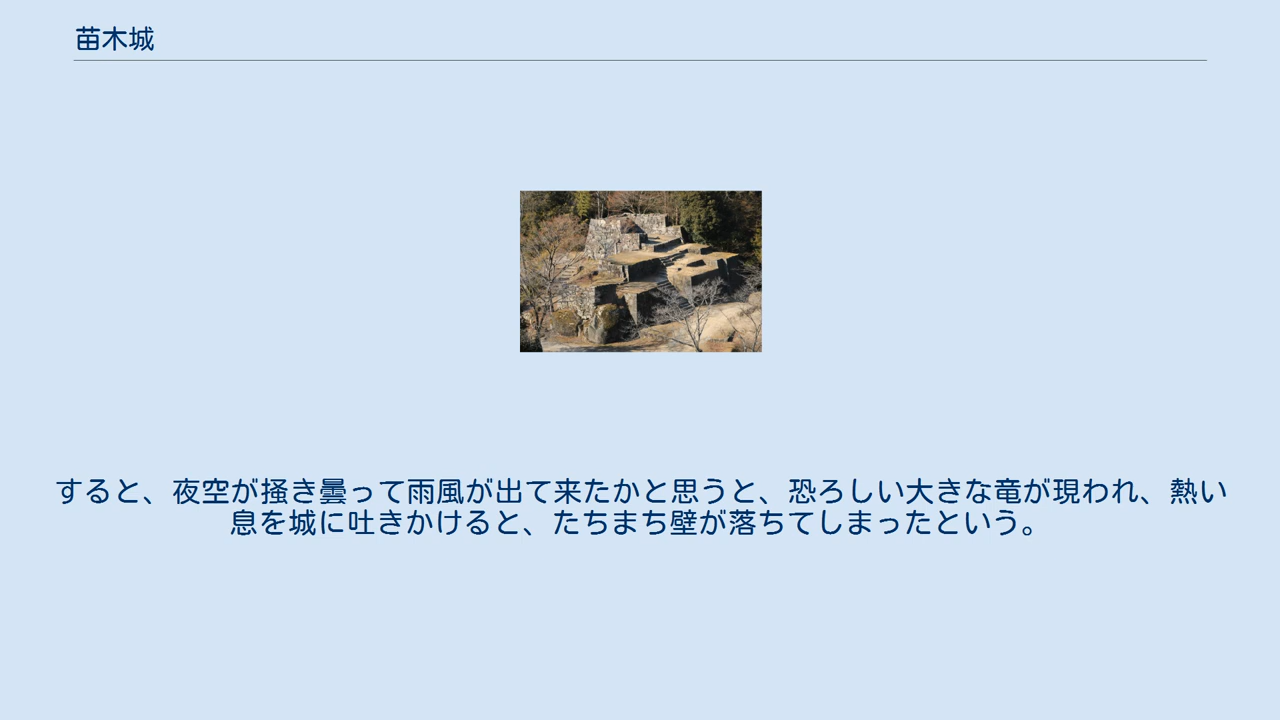 苗木城
すると、夜空が掻き曇って雨風が出て来たかと思うと、恐ろしい大きな竜が現われ、熱い
息を城に吐きかけると、たちまち壁が落ちてしまったという。